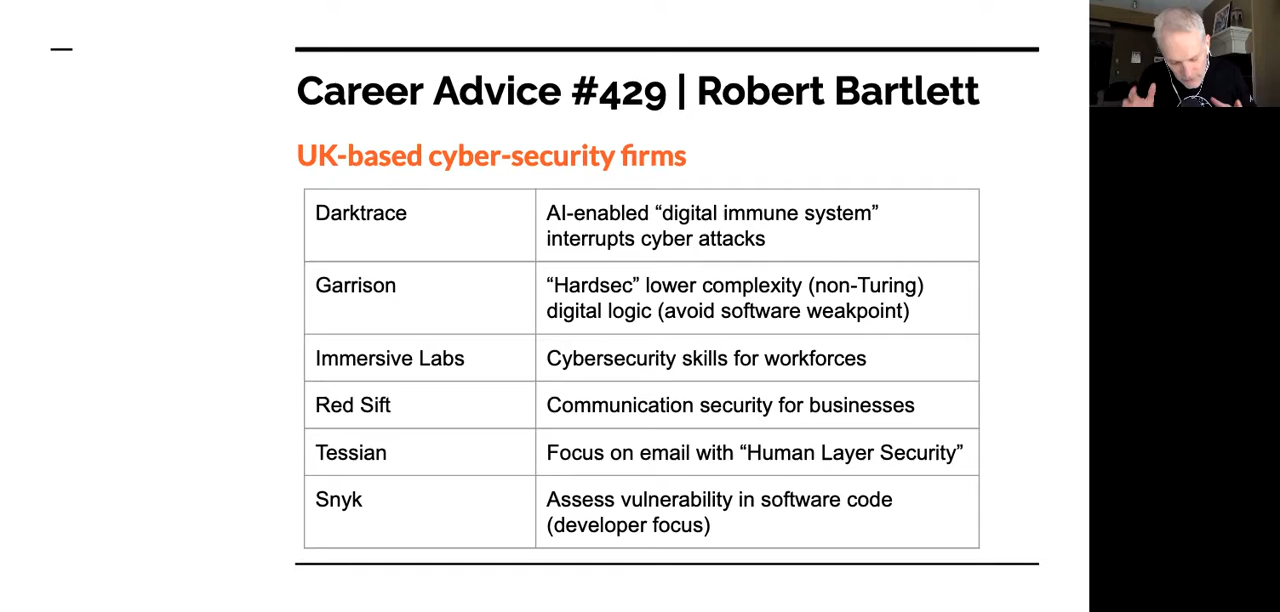 Career Advice #429 | Robert Bartlett
UK-based cyber-security firms
Darktrace
AI-enabled “digital immune system”
interrupts cyber attacks
Garrison
“Hardsec” lower complexity (non-Turing)
digital logic (avoid software weakpoint)
Immersive Labs
Cybersecurity skills for workforces
Red Sift
Communication security for businesses
Tessian
Focus on email with “Human Layer Security”
Snyk
Assess vulnerability in software code
(developer focus)